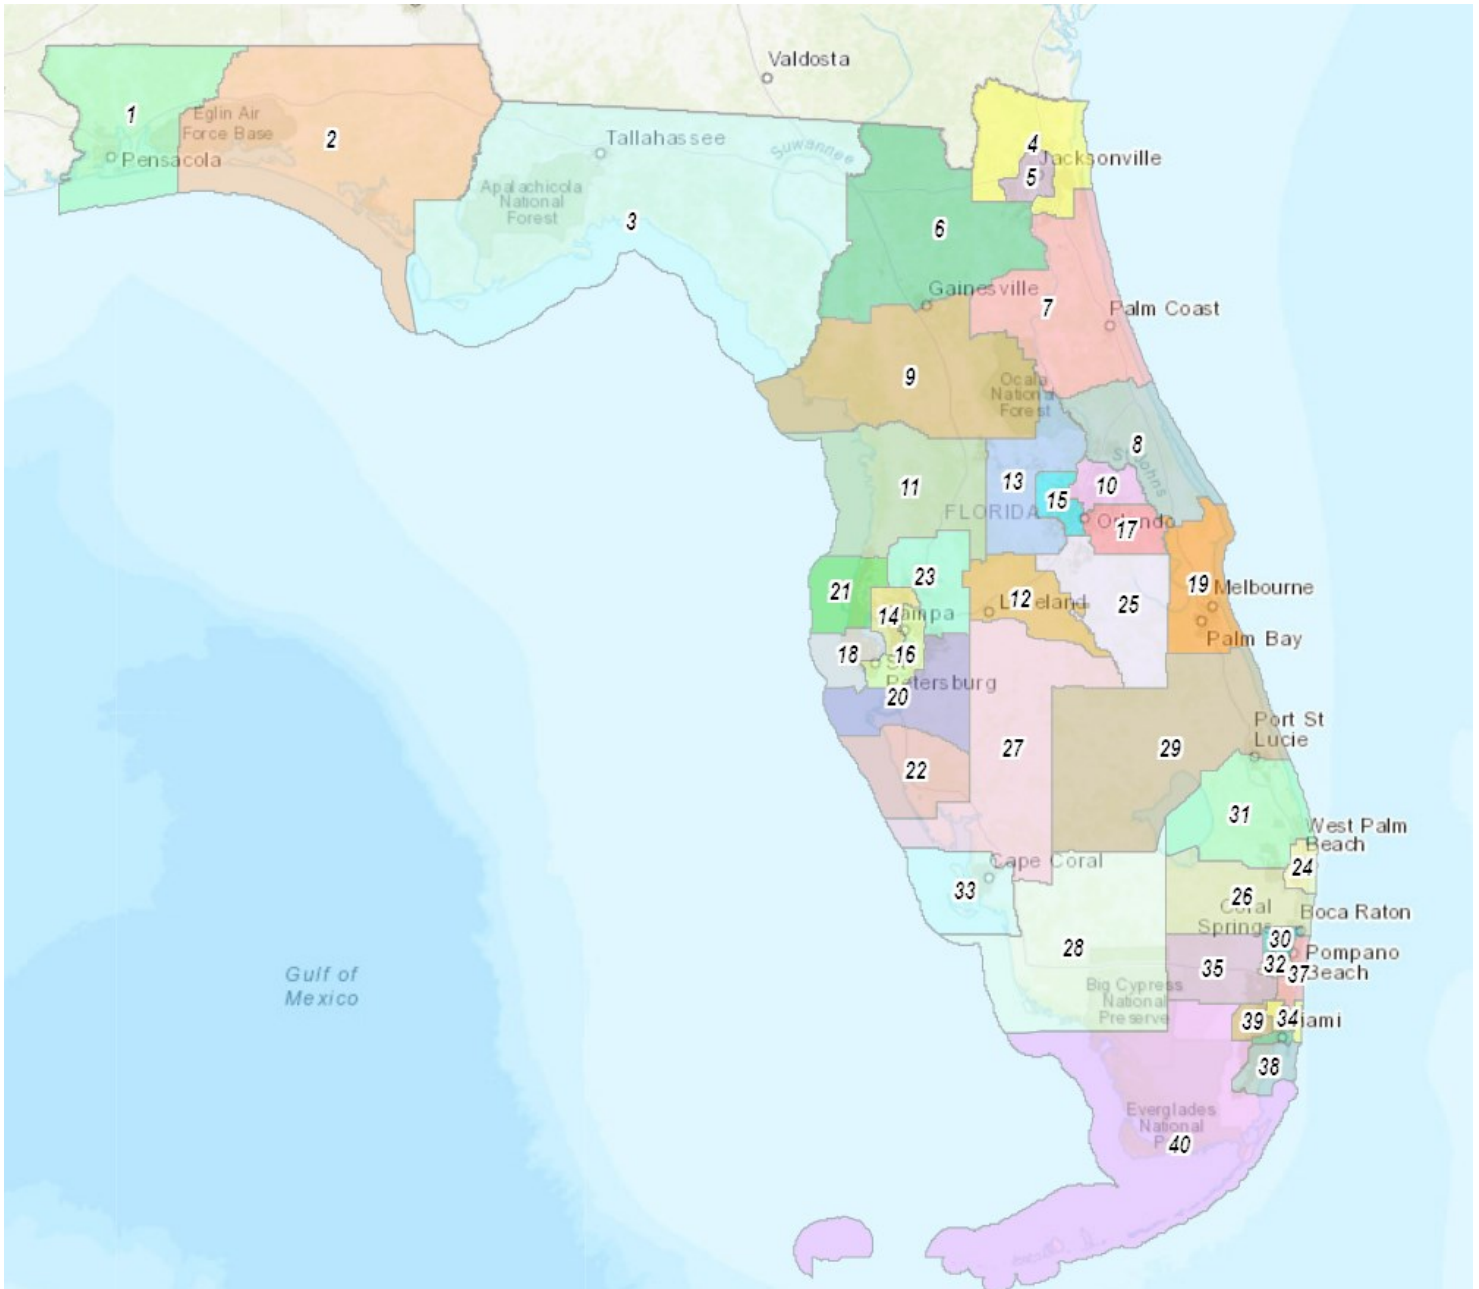 Valdosta
1
Eglin Air
Force Base
2
4
Tallahassee
Suwannee
Jacksonville
Pensacola
5
Apalachicola
National
Forest
3
6
Gainesville
7
Palm Coast
9
Ocala
National
Forest
8
St Johns
11
13
15
10
FLORIDA
Orlando
17
21
23
19
Melbourne
14
12
Lakeland
25
Palm Bay
18
16
St
Petersburg
20
Port St
Lucie
27
29
22
31
West Palm
Beach
Cape Coral
24
33
26
Coral
Springs
Boca Raton
30
28
35
32
37
Pompano
Beach
Gulf of
Mexico
Big Cypress
National
Preserve
39
34
38
Everglades
National
40